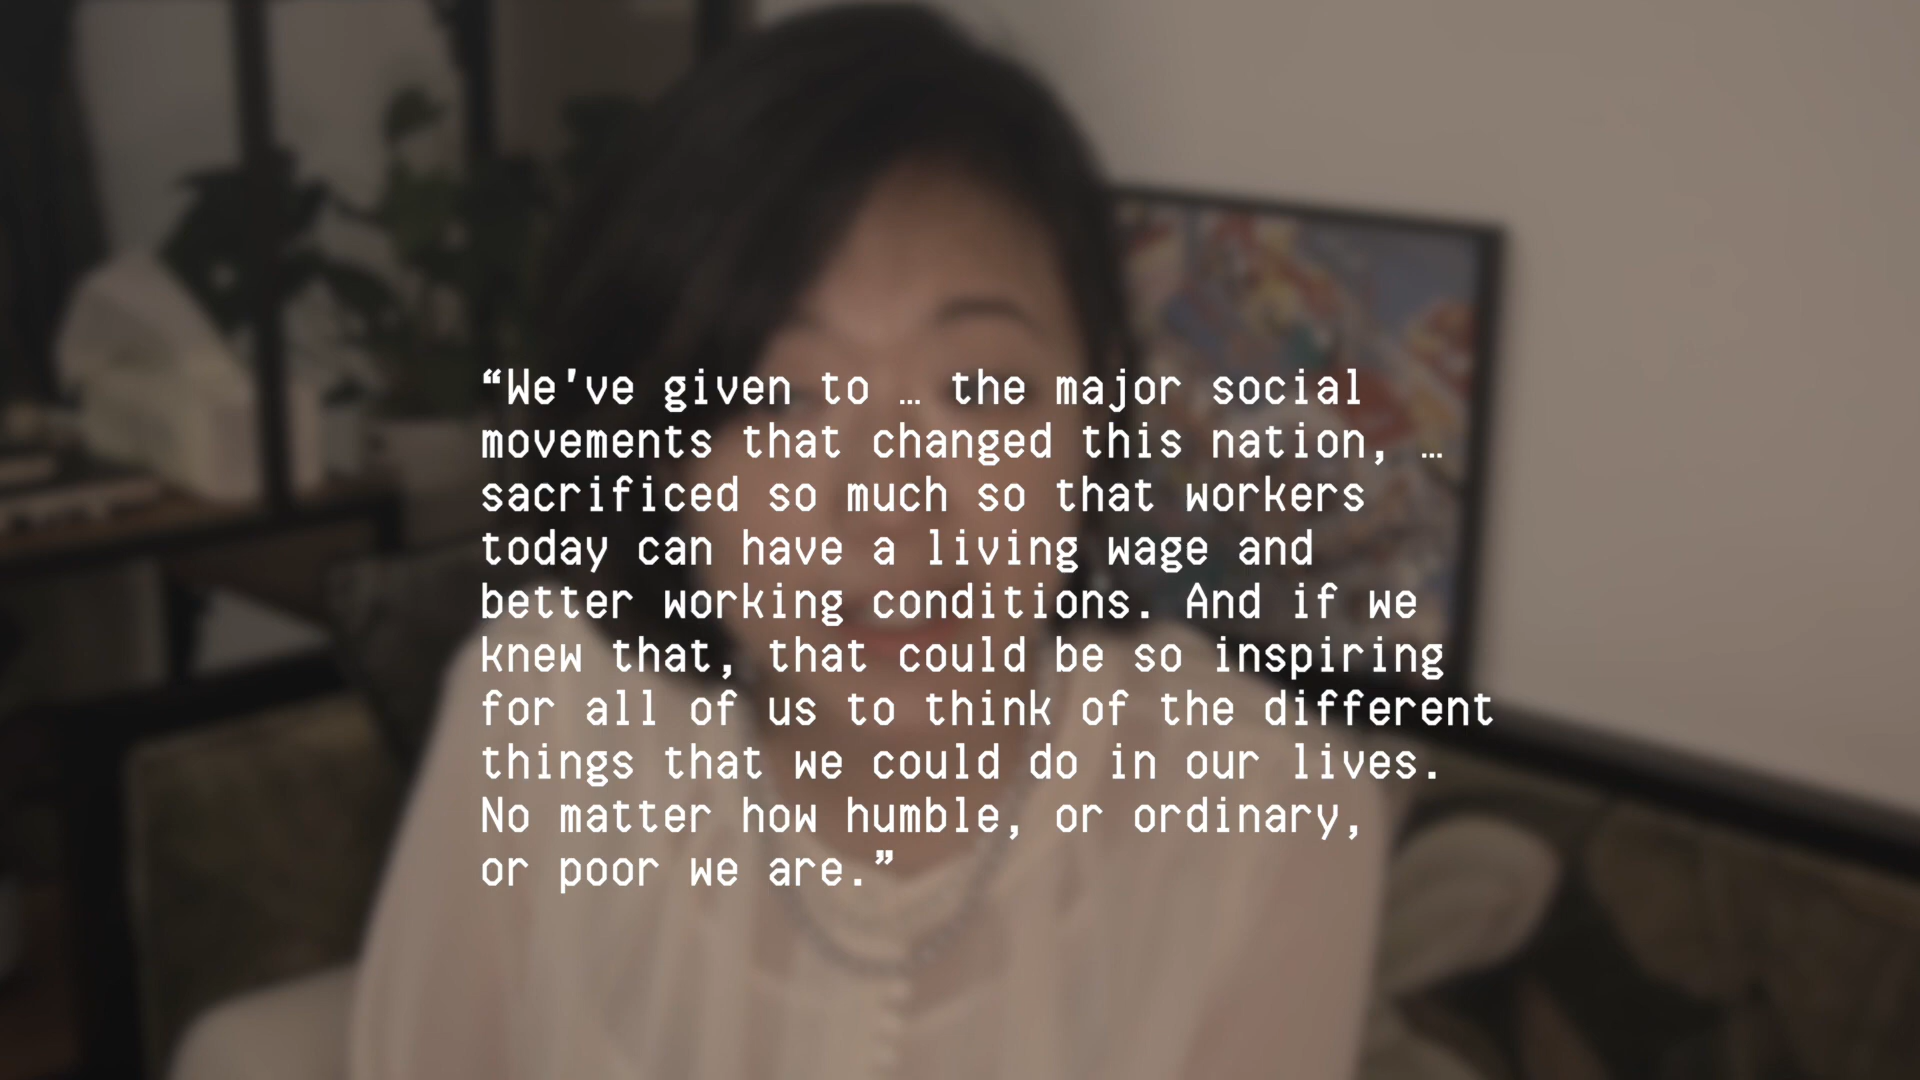 “We've given to … the major social
movements that changed this nation, …
sacrificed so much so that workers
today can have a living wage and
better working conditions. And if we
knew that, that could be so inspiring
for all of us to think of the different
things that we could do in our lives.
No matter how humble, or ordinary,
or poor we are.”